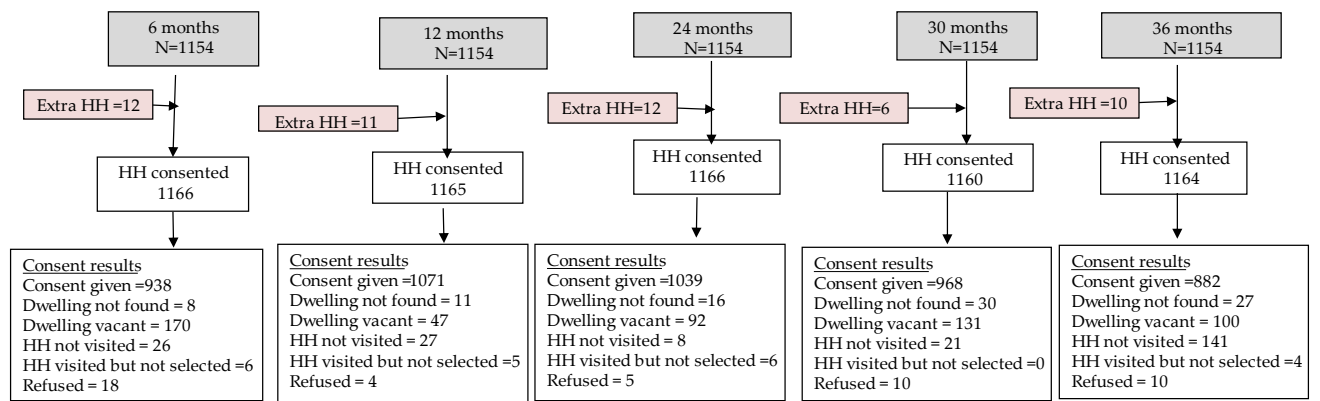 6 months
N=1154
Extra HH =12
HH consented
1166
Consent results
Consent given =938
Dwelling not found = 8
Dwelling vacant = 170
HH not visited = 26
HH visited but not selected =6
Refused = 18
12 months
N=1154
Extra HH =11
HH consented
1165
Consent results
Consent given =1071
Dwelling not found = 11
Dwelling vacant = 47
HH not visited = 27
HH visited but not selected =5
Refused = 4
24 months
N=1154
Extra HH=12
HH consented
1166
Consent results
Consent given =1039
Dwelling not found =16
Dwelling vacant = 92
HH not visited = 8
HH visited but not selected =6
Refused = 5
30 months
N=1154
Extra HH=6
HH consented
1160
Consent results
Consent given =968
Dwelling not found = 30
Dwelling vacant = 131
HH not visited = 21
HH visited but not selected =0
Refused = 10
36 months
N=1154
Extra HH =10
HH consented
1164
Consent results
Consent given =882
Dwelling not found = 27
Dwelling vacant = 100
HH not visited = 141
HH visited but not selected =4
Refused = 10